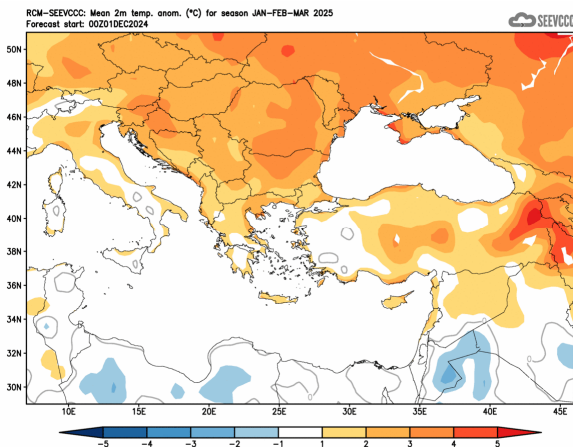 RCM-SEEVCCC: Mean 2m temp. anom. (°C) for season JAN-FEB-MAR 2025
Forecast start: 00Z01DEC2024
SEEVCCC
50N
48N
46N
44N
42N
40N
38N
36N
34N
32N
30N
0
10E 15E 20E 25E 30E 35E 40E 45E
-5 -4 -3 -2 -1 1 2 3 4 5